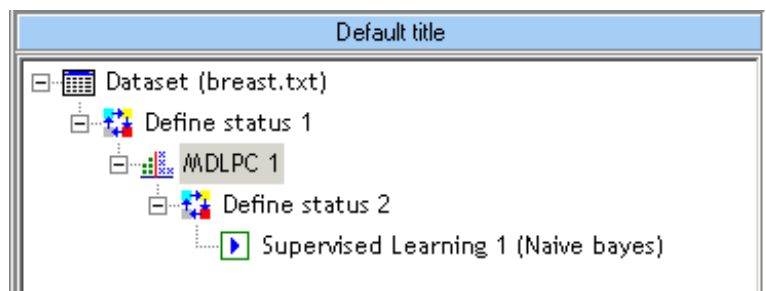 Default title
Dataset (breast.txt)
Define status 1
MDLPC 1
Define status 2
Supervised Learning 1 (Naive bayes)